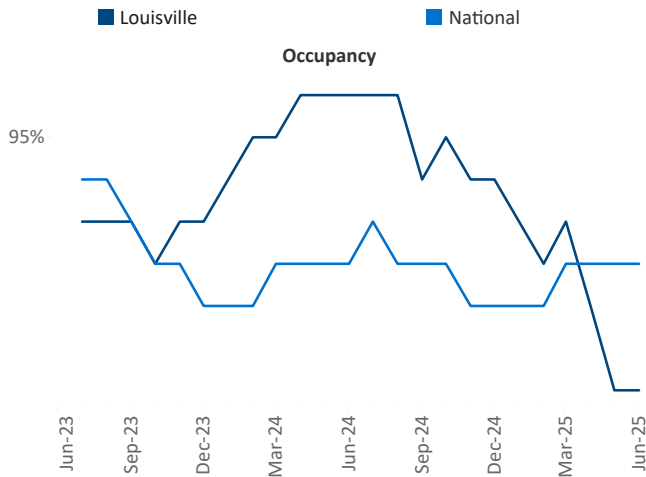 Louisville National
Occupancy
95%
Jun-23 Sep-23 Dec-23 Mar-24 Jun-24 Sep-24 Dec-24 Mar-25 Jun-25